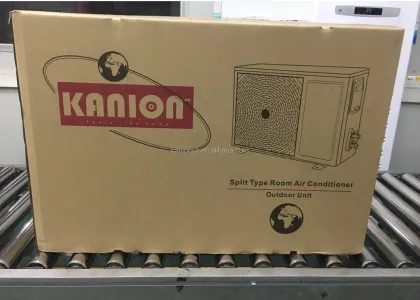 KANION
Split Type Room Air Conditioner
Outdoor Unit